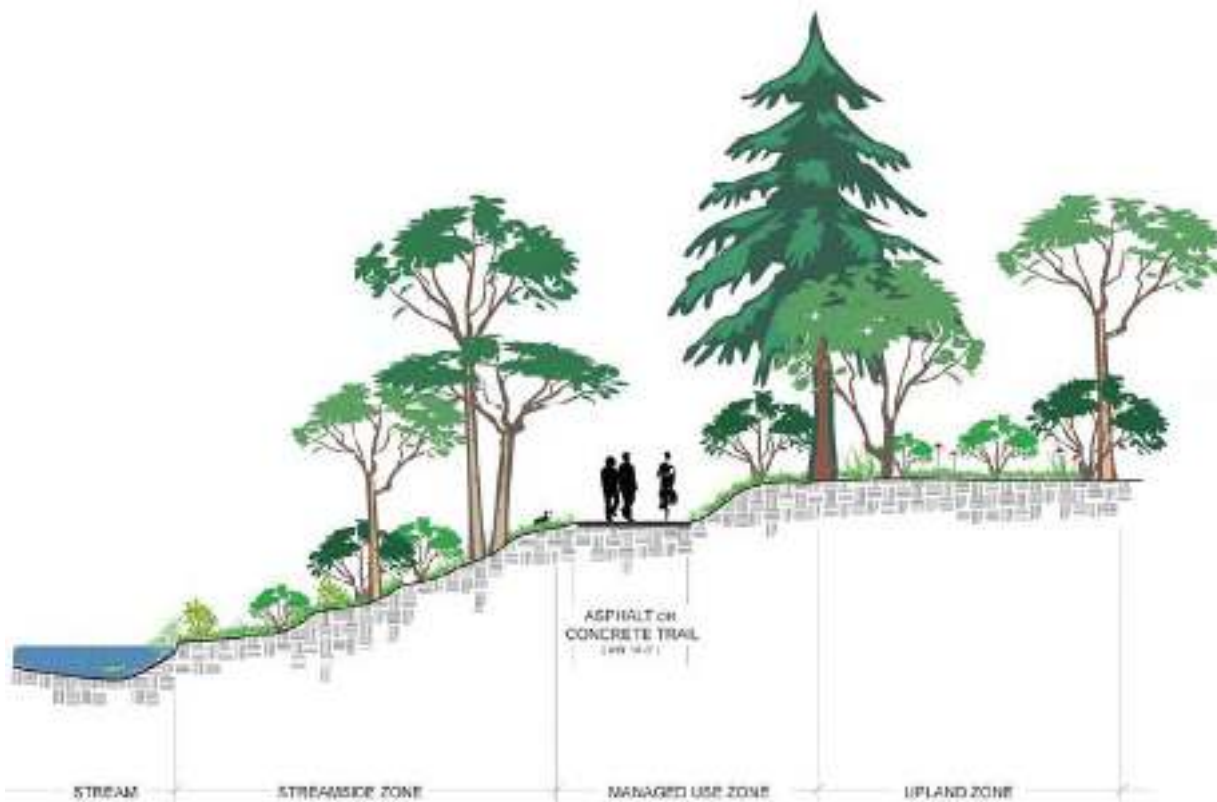 ASPHALT OR
CONCRETE TRAIL
STREAM
STREAMSIDE ZONE
MANAGED USE ZONE
UPLAND ZONE